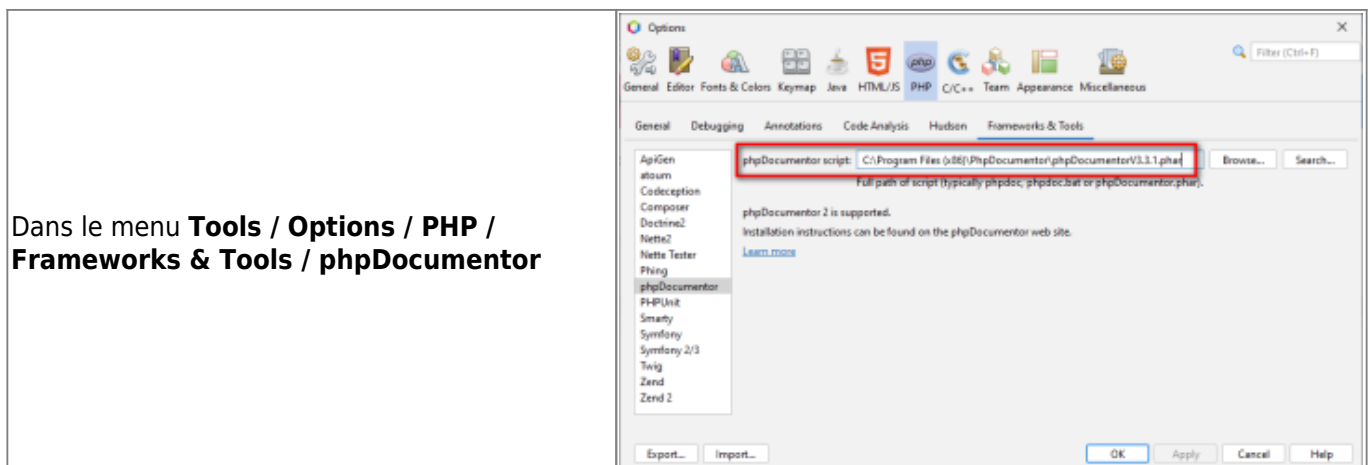 Dans le menu Tools / Options / PHP /
Frameworks & Tools / phpDocumentor
Options
Filter (Ctrl+F)
General Editor Fonts & Colors Keymap Java HTML/JS PHP C/C++ Team Appearance Miscellaneous
General Debugging Annotations Code Analysis Hudson Frameworks & Tools
ApiGen
atoum
Codeception
Composer
Doctrine2
Nette2
Nette Tester
Phing
phpDocumentor
PHPUnit
Smarty
Symfony
Symfony 2/3
Twig
Zend
Zend 2
phpDocumentor script: C:\Program Files (x86)\PhpDocumentor\phpDocumentorV3.3.1.phar Browse... Search...
Full path of script (typically phpdoc, phpdoc.bat or phpDocumentor.phar).
phpDocumentor 2 is supported.
Installation instructions can be found on the phpDocumentor web site.
Learn more
Export... Import... OK Apply Cancel Help